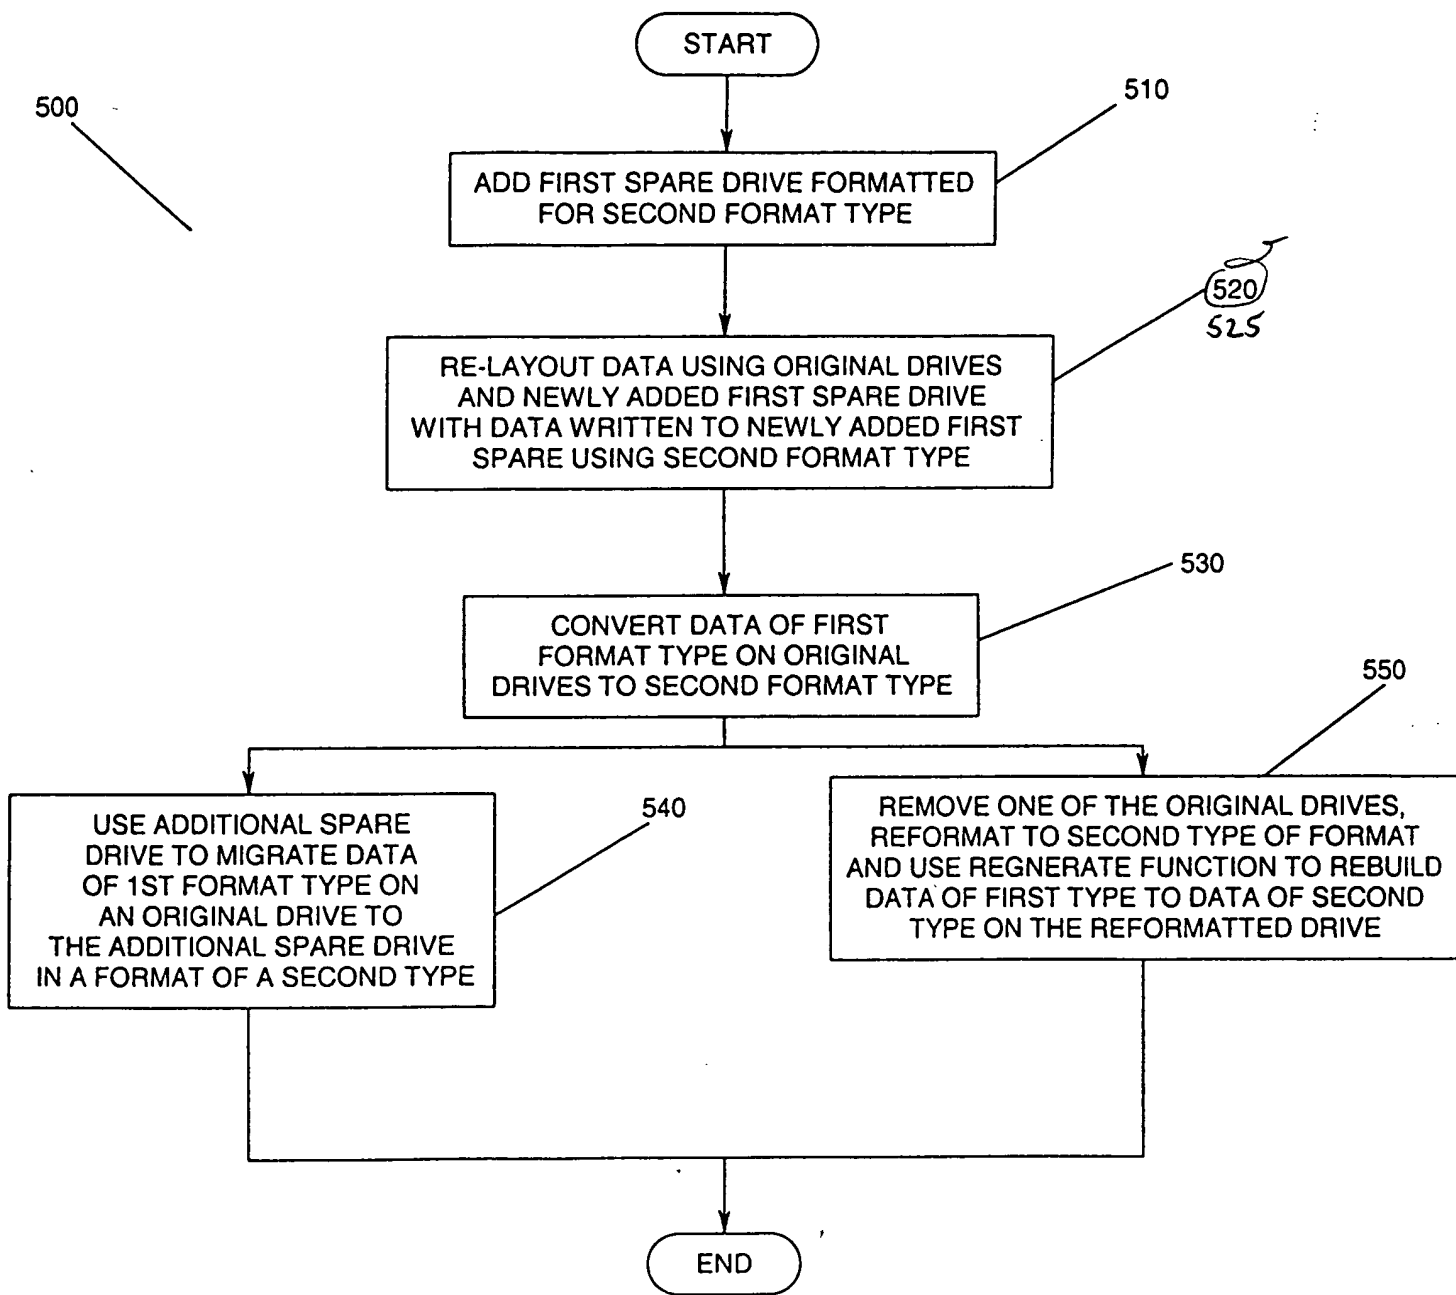 START
500
510
ADD FIRST SPARE DRIVE FORMATTED
FOR SECOND FORMAT TYPE
520
525
RE-LAYOUT DATA USING ORIGINAL DRIVES
AND NEWLY ADDED FIRST SPARE DRIVE
WITH DATA WRITTEN TO NEWLY ADDED FIRST
SPARE USING SECOND FORMAT TYPE
530
CONVERT DATA OF FIRST
FORMAT TYPE ON ORIGINAL
DRIVES TO SECOND FORMAT TYPE
540
USE ADDITIONAL SPARE
DRIVE TO MIGRATE DATA
OF 1ST FORMAT TYPE ON
AN ORIGINAL DRIVE TO
THE ADDITIONAL SPARE DRIVE
IN A FORMAT OF A SECOND TYPE
550
REMOVE ONE OF THE ORIGINAL DRIVES,
REFORMAT TO SECOND TYPE OF FORMAT
AND USE REGNERATE FUNCTION TO REBUILD
DATA OF FIRST TYPE TO DATA OF SECOND
TYPE ON THE REFORMATTED DRIVE
END